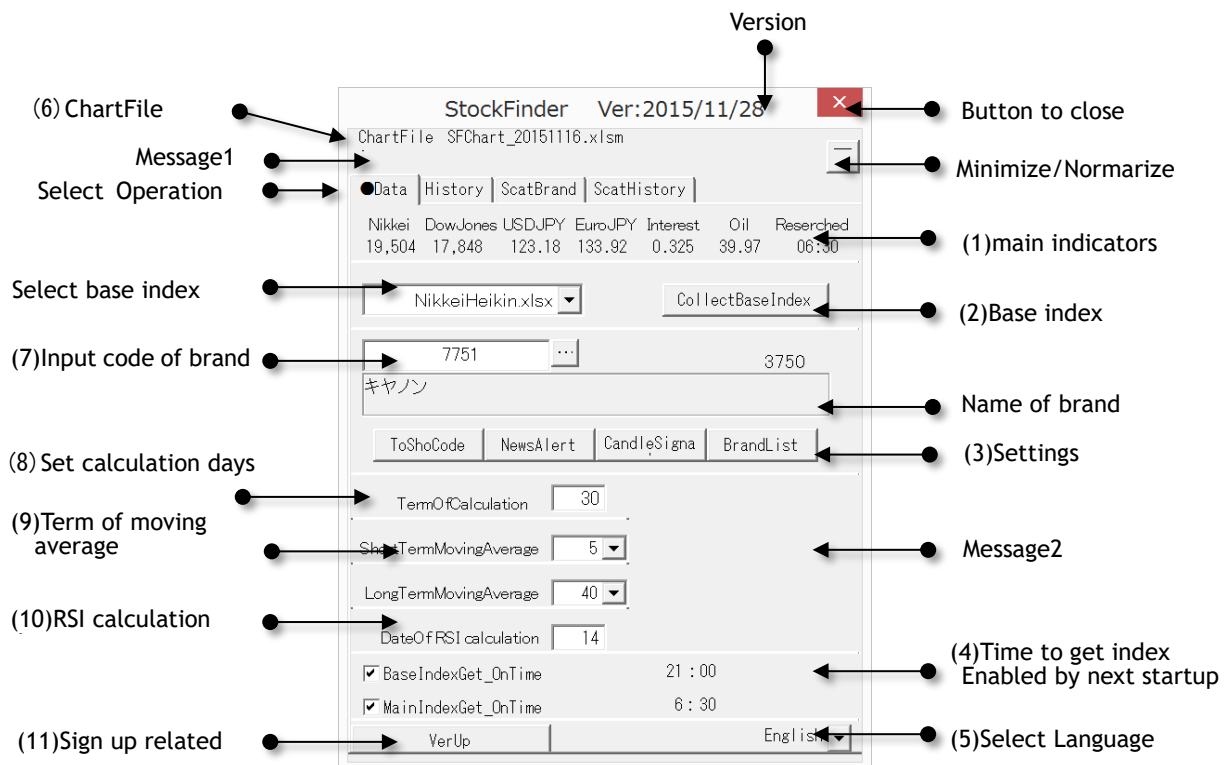 Version
(6) ChartFile
StockFinder Ver:2015/11/28
Button to close
ChartFile SFChart_20151116.xlsm
Message1
Minimize/Normarize
Select Operation
●Data History ScatBrand ScatHistory
Nikkei DowJones USDJPY EuroJPY Interest Oil Reserched
19,504 17,848 123.18 133.92 0.325 39.97 06:30
(1)main indicators
Select base index
NikkeiHeikin.xlsx
CollectBaseIndex
(2)Base index
(7)Input code of brand
7751
...
3750
キヤノン
Name of brand
ToShoCode NewsAlert CandleSigna BrandList
(3)Settings
(8) Set calculation days
TermOfCalculation 30
(9)Term of moving
average
ShortTermMovingAverage 5
Message2
LongTermMovingAverage 40
(10)RSI calculation
DateOfRSI calculation 14
(4)Time to get index
Enabled by next startup
BaseIndexGet_OnTime 21:00
MainIndexGet_OnTime 6:30
(11)Sign up related
VerUp
English
(5)Select Language